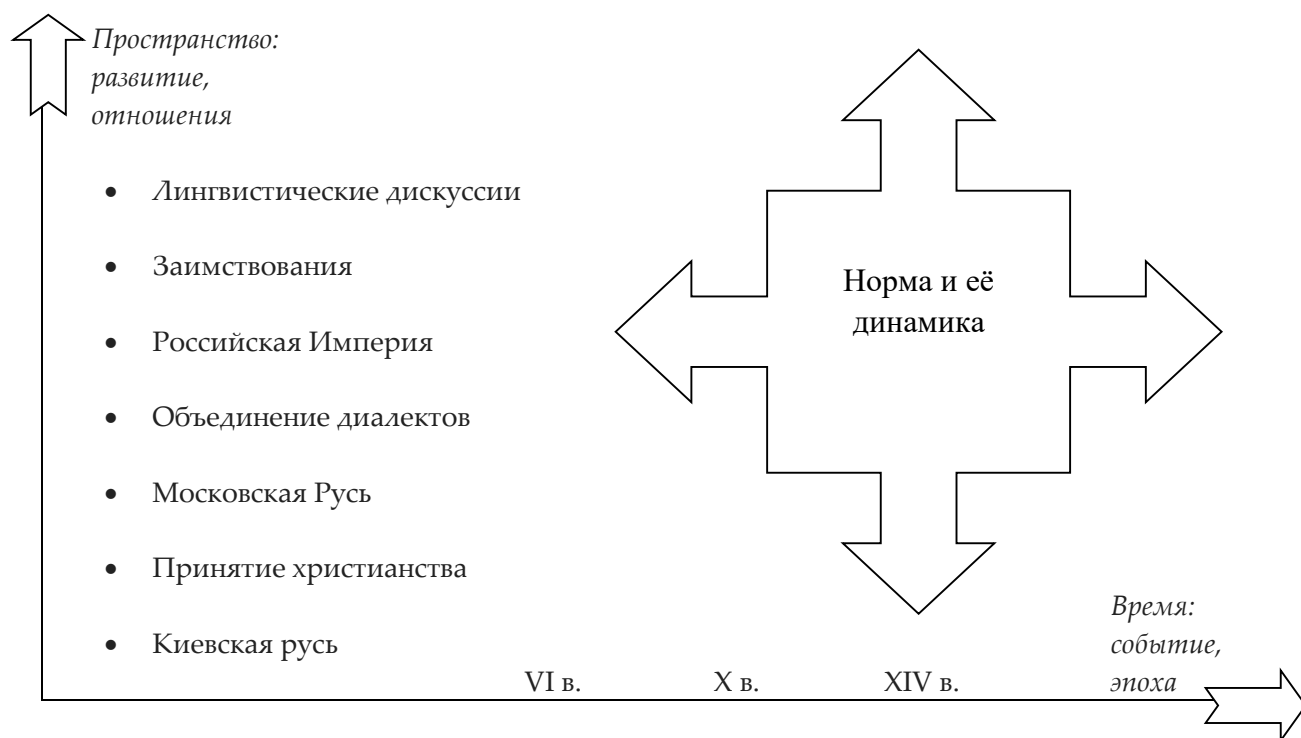 Пространство:
развитие,
отношения
• Лингвистические дискуссии
• Заимствования
• Российская Империя
• Объединение диалектов
• Московская Русь
• Принятие христианства
• Киевская русь
Норма и её
динамика
VI в.
X в.
XIV в.
Время:
событие,
эпоха